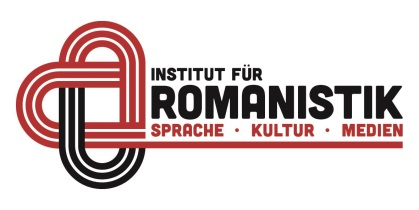 INSTITUT FÜR
ROMANISTIK
SPRACHE · KULTUR · MEDIEN